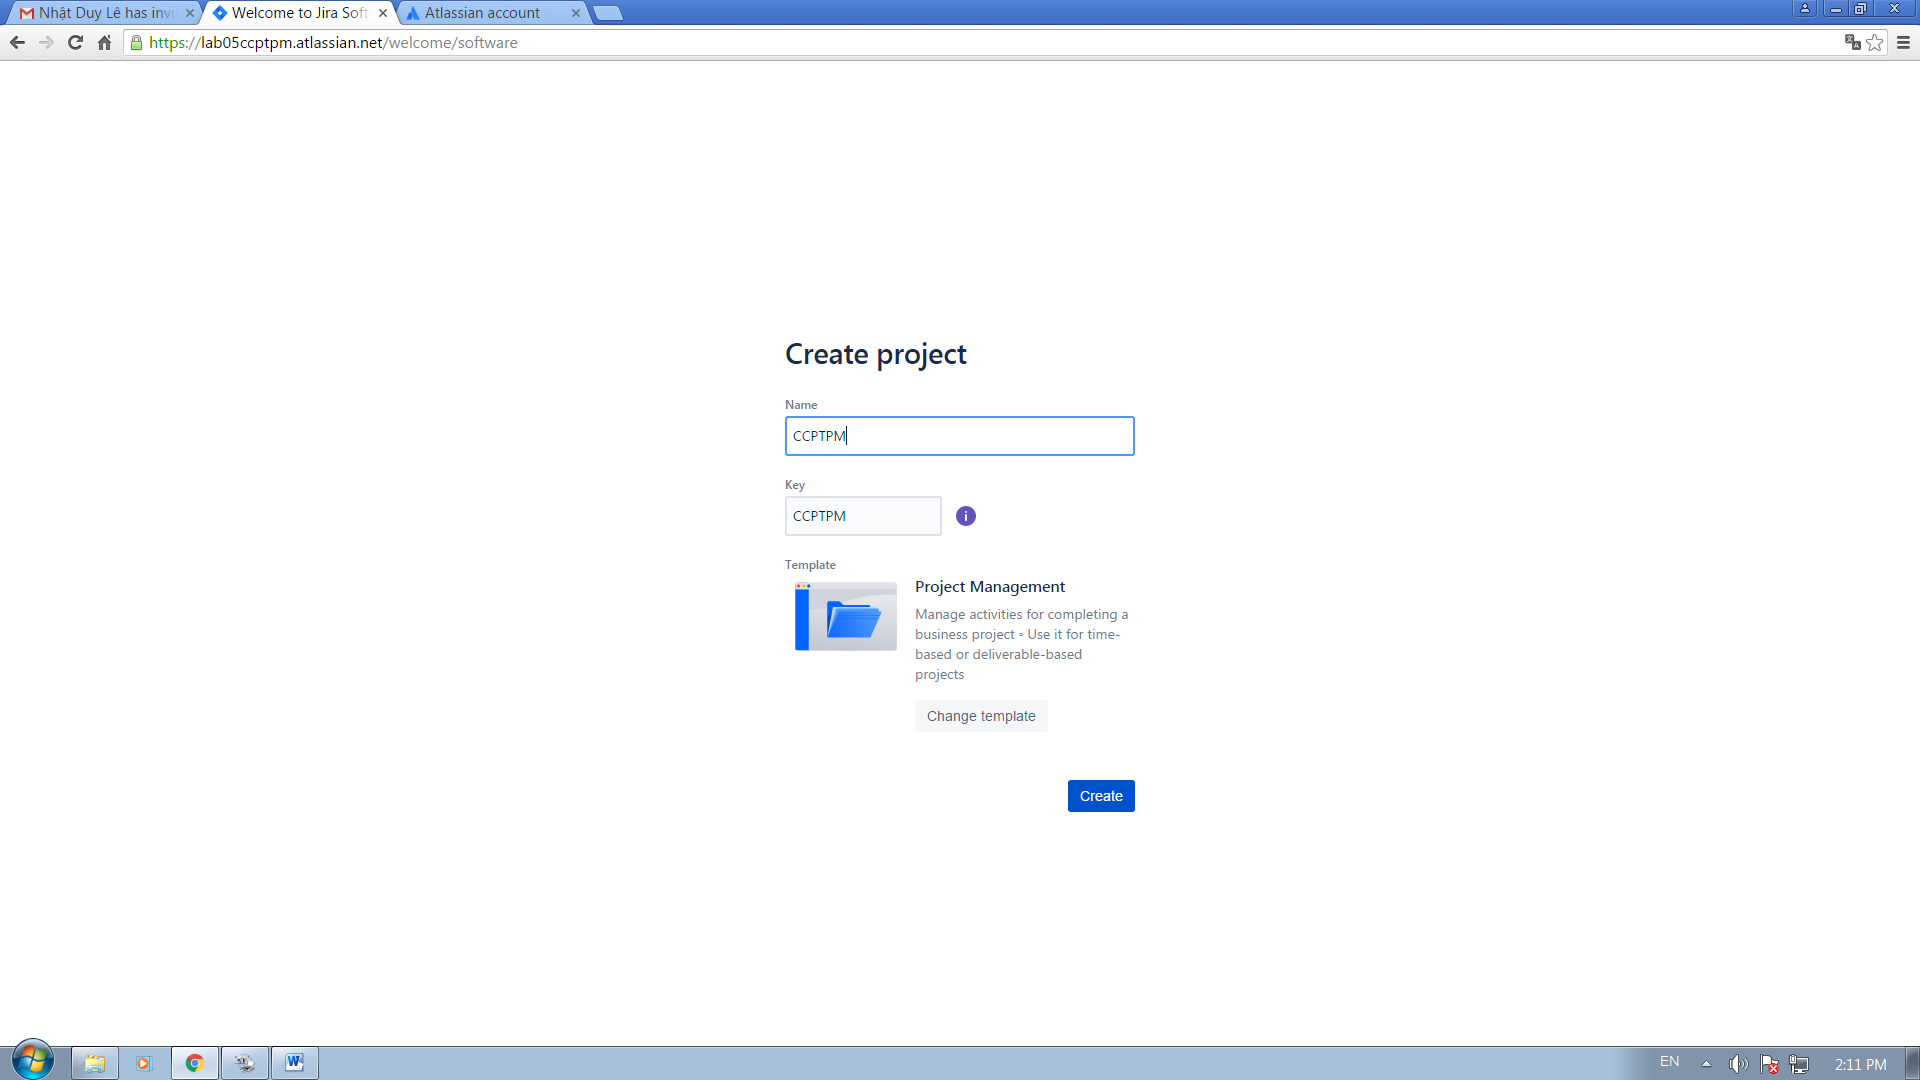 Nhật Duy Lê has invi
Welcome to Jira Soft
Atlassian account
https://lab05ccptpm.atlassian.net/welcome/software
Create project
Name
CCPTPM
Key
CCPTPM
Template
Project Management
Manage activities for completing a
business project • Use it for time-
based or deliverable-based
projects
Change template
Create
EN
2:11 PM